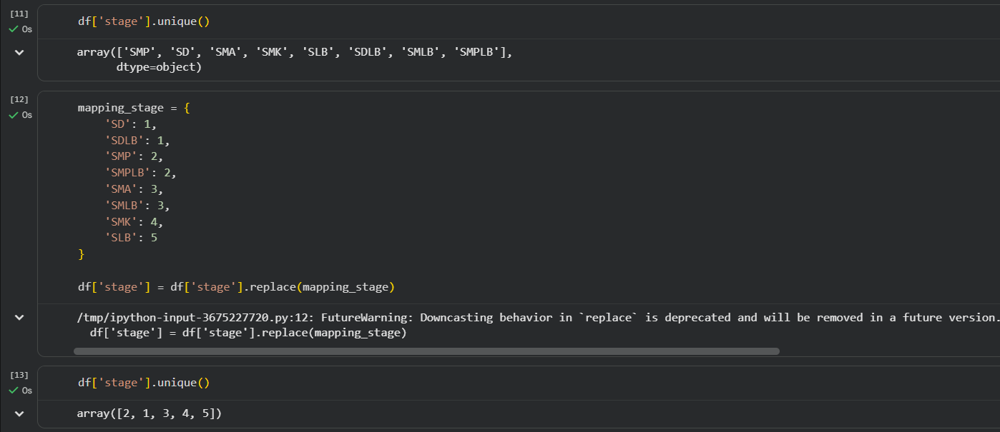 [11]
df['stage'].unique()
0s
array(['SMP', 'SD', 'SMA', 'SMK', 'SLB', 'SDLB', 'SMLB', 'SMPLB'],
dtype=object)
[12]
0s
mapping_stage = {
'SD': 1,
'SDLB': 1,
'SMP': 2,
'SMPLB': 2,
'SMA': 3,
'SMLB': 3,
'SMK': 4,
'SLB': 5
}
df['stage'] = df['stage'].replace(mapping_stage)
/tmp/ipython-input-3675227720.py:12: FutureWarning: Downcasting behavior in `replace` is deprecated and will be removed in a future version.
df['stage'] = df['stage'].replace(mapping_stage)
[13]
df['stage'].unique()
0s
array([2, 1, 3, 4, 5])